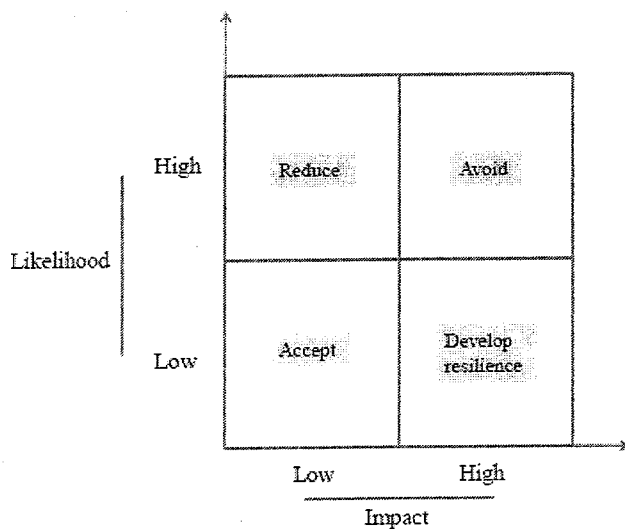 High
Reduce
Avoid
Likelihood
Low
Accept
Develop
resilience
Low
High
Impact